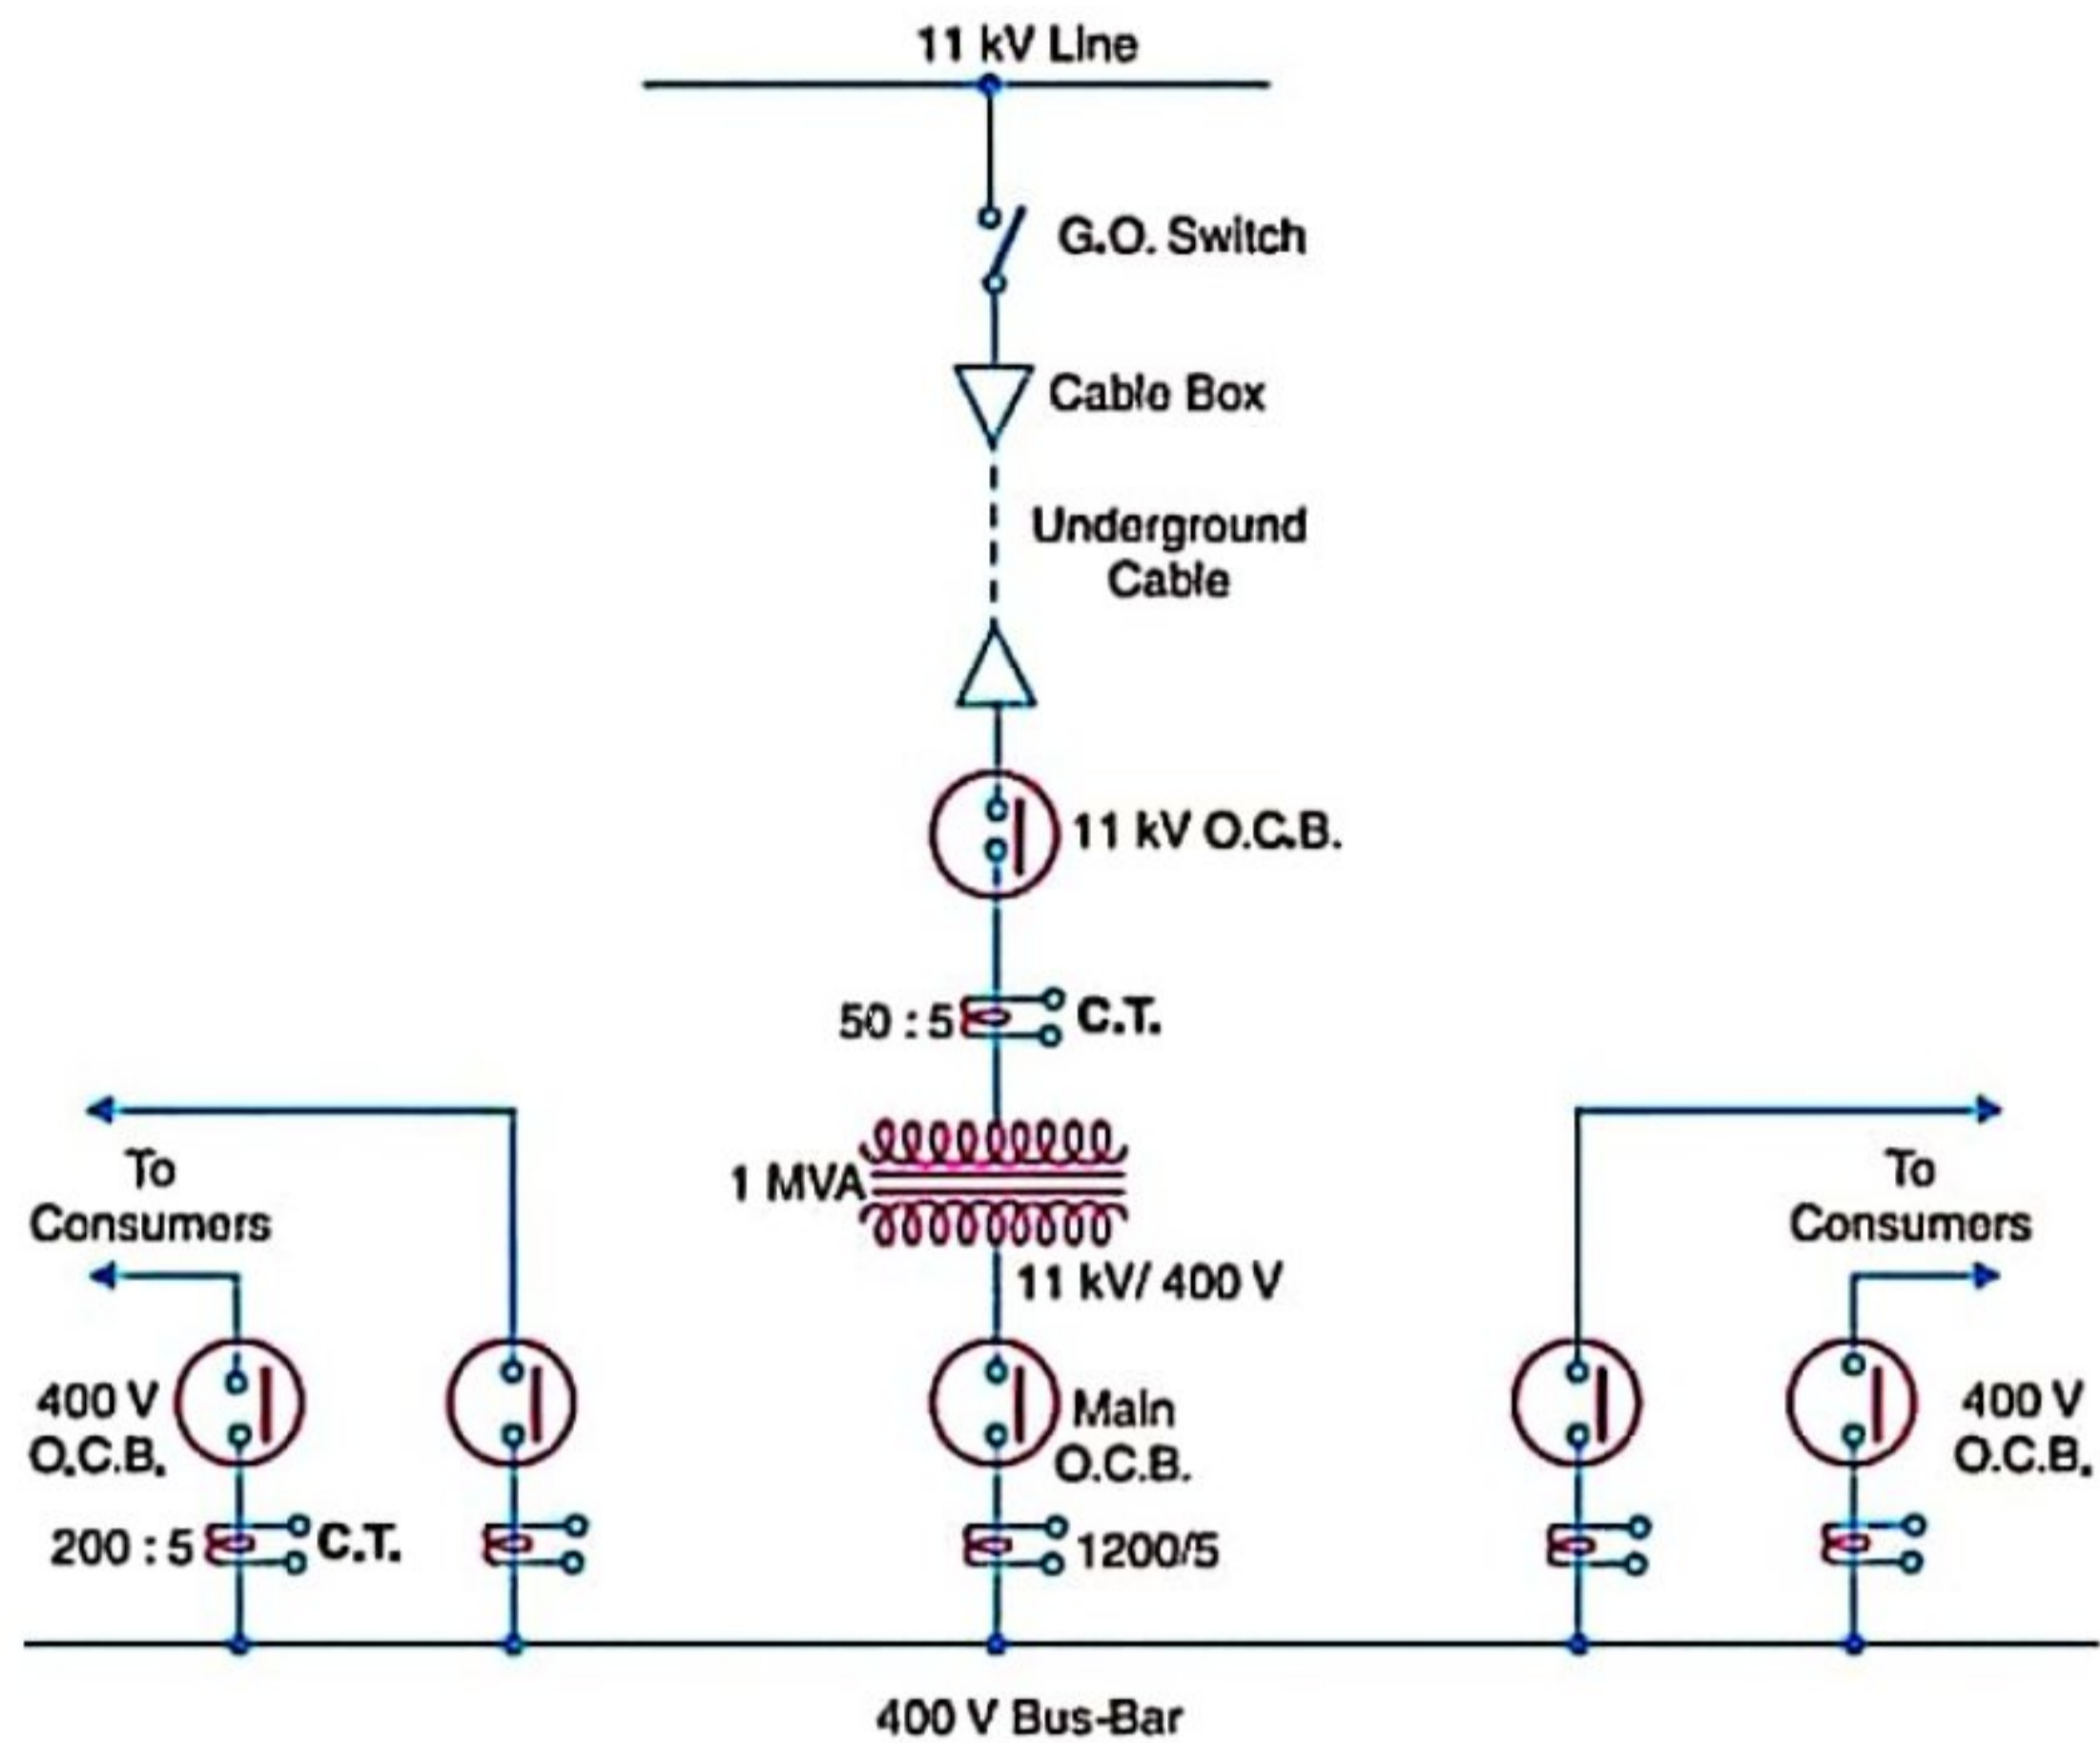 11 kV Line
G.O. Switch
Cable Box
Underground
Cable
11 kV O.C.B.
50 : 5
C.T.
To
Consumers
1 MVA
11 kV/ 400 V
To
Consumers
400 V
O.C.B.
Main
O.C.B.
400 V
O.C.B.
200 : 5
C.T.
1200/5
400 V Bus-Bar